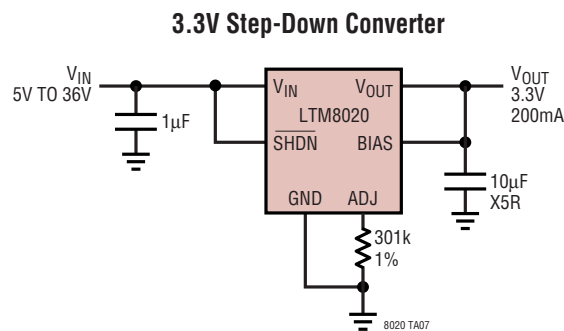 3.3V Step-Down Converter
VIN
5V TO 36V
1µF
VIN
VOUT
LTM8020
SHDN
BIAS
GND
ADJ
VOUT
3.3V
200mA
10µF
X5R
301k
1%
8020 TA07